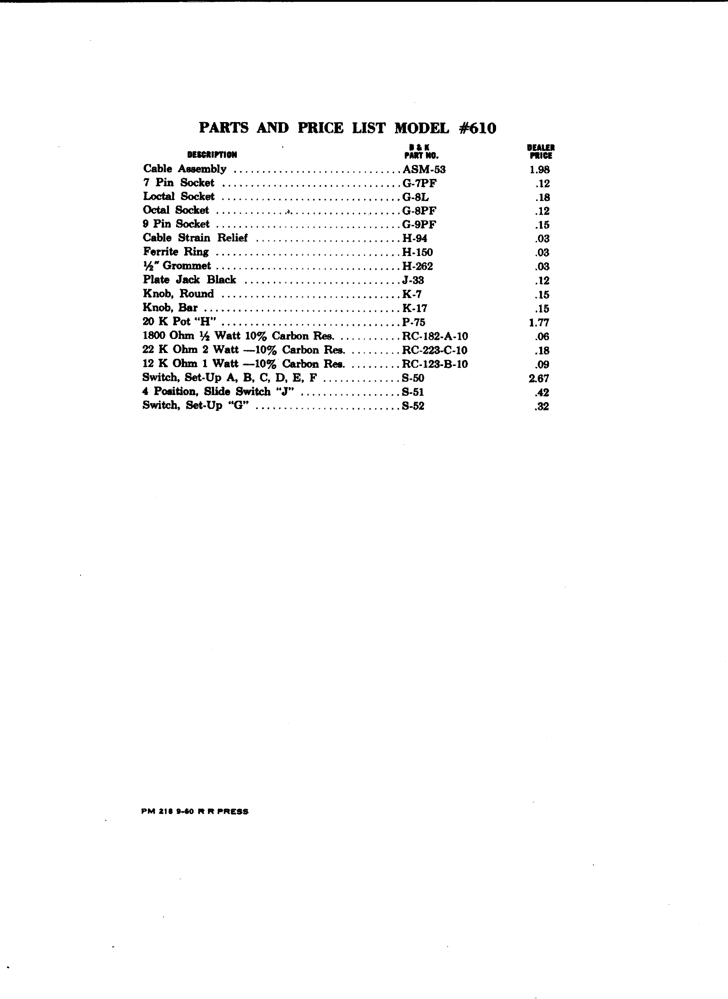 PARTS AND PRICE LIST MODEL #610
DESCRIPTION B & K PART NO. DEALER PRICE
Cable Assembly ............................. ASM-53 1.98
7 Pin Socket ............................... G-7PF .12
Loctal Socket ............................... G-8L .18
Octal Socket ................................ G-8PF .12
9 Pin Socket ................................ G-9PF .15
Cable Strain Relief ......................... H-94 .03
Ferrite Ring ................................ H-150 .03
½" Grommet ................................ H-262 .03
Plate Jack Black ........................... J-33 .12
Knob, Round ............................... K-7 .15
Knob, Bar .................................. K-17 .15
20 K Pot “H” ............................... P-75 1.77
1800 Ohm ½ Watt 10% Carbon Res. ........... RC-182-A-10 .06
22 K Ohm 2 Watt —10% Carbon Res. ......... RC-223-C-10 .18
12 K Ohm 1 Watt —10% Carbon Res. ......... RC-123-B-10 .09
Switch, Set-Up A, B, C, D, E, F .............. S-50 2.67
4 Position, Slide Switch “J” .................. S-51 .42
Switch, Set-Up “G” .......................... S-52 .32
PM 218 9-60 R R PRESS